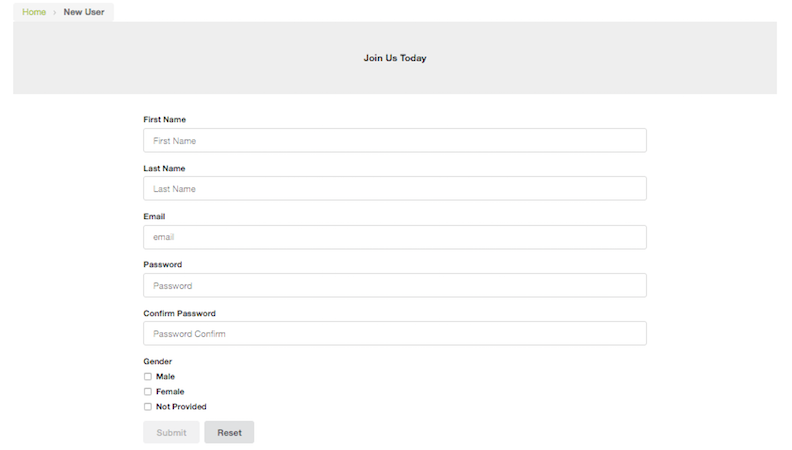 Home › New User
Join Us Today
First Name
First Name
Last Name
Last Name
Email
email
Password
Password
Confirm Password
Password Confirm
Gender
Male
Female
Not Provided
Submit Reset